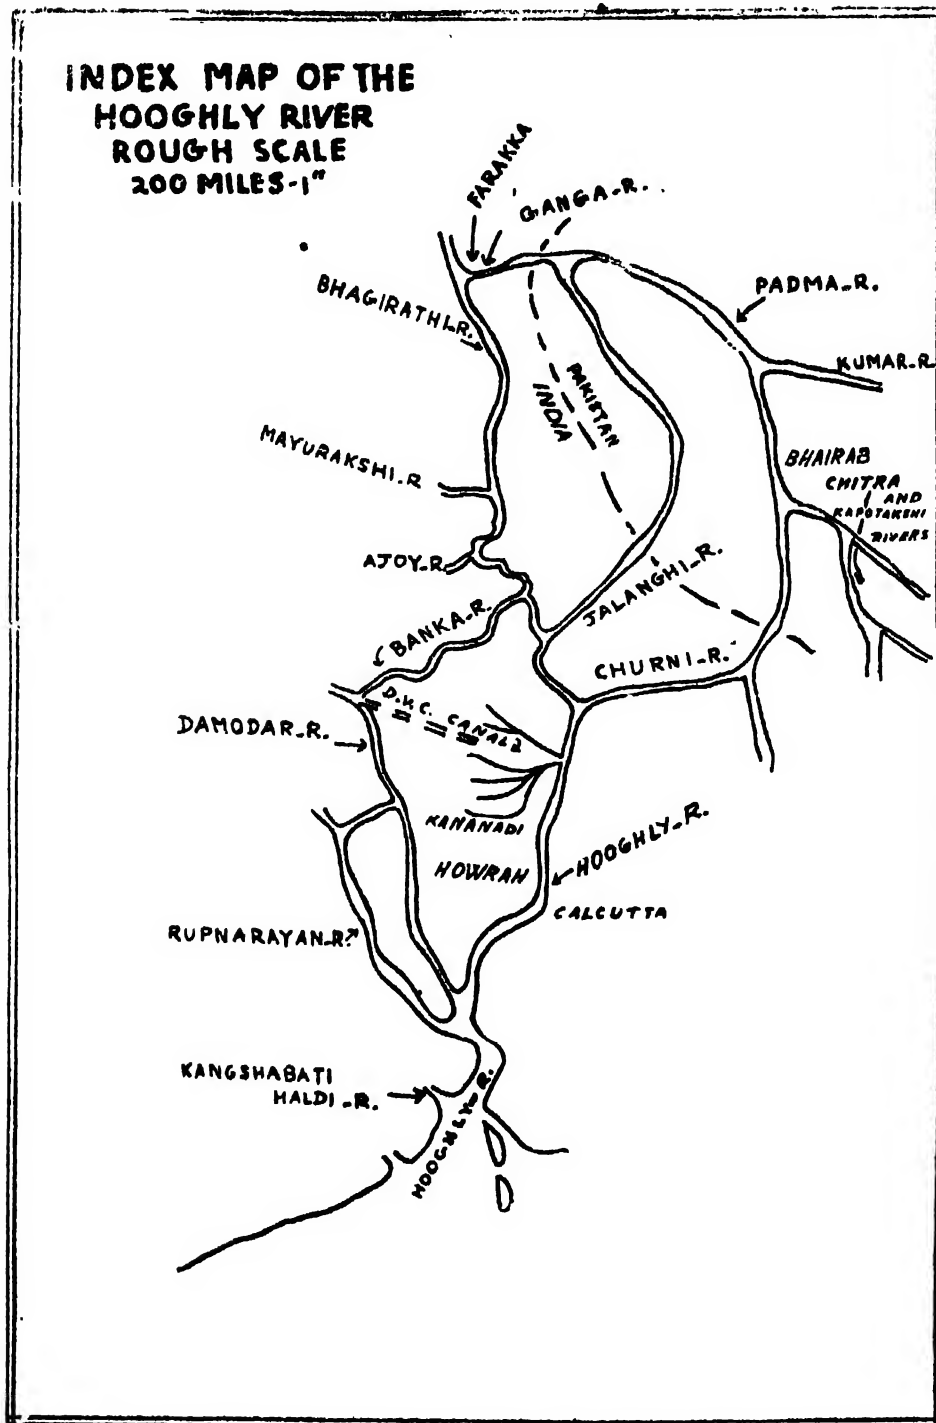 INDEX MAP OF THE
HOOGHLY RIVER
ROUGH SCALE
200 MILES-1"
FARAKKA
GANGA-R.
BHAGIRATHI-R.
PADMA-R.
KUMAR-R
PAKISTAN
INDIA
MAYURAKSHI-R
BHAIRAB
CHITRA
AND
KAPOTAKSHI
RIVERS
AJOY-R.
JALANGHI-R.
BANKA-R.
CHURNI-R.
D.V.C. CANALS
DAMODAR-R.
KANANADI
HOWRAH
HOOGHLY-R.
CALCUTTA
RUPNARAYAN-R.
KANGSHABATI
HALDI-R.
HOOGHLY-R.